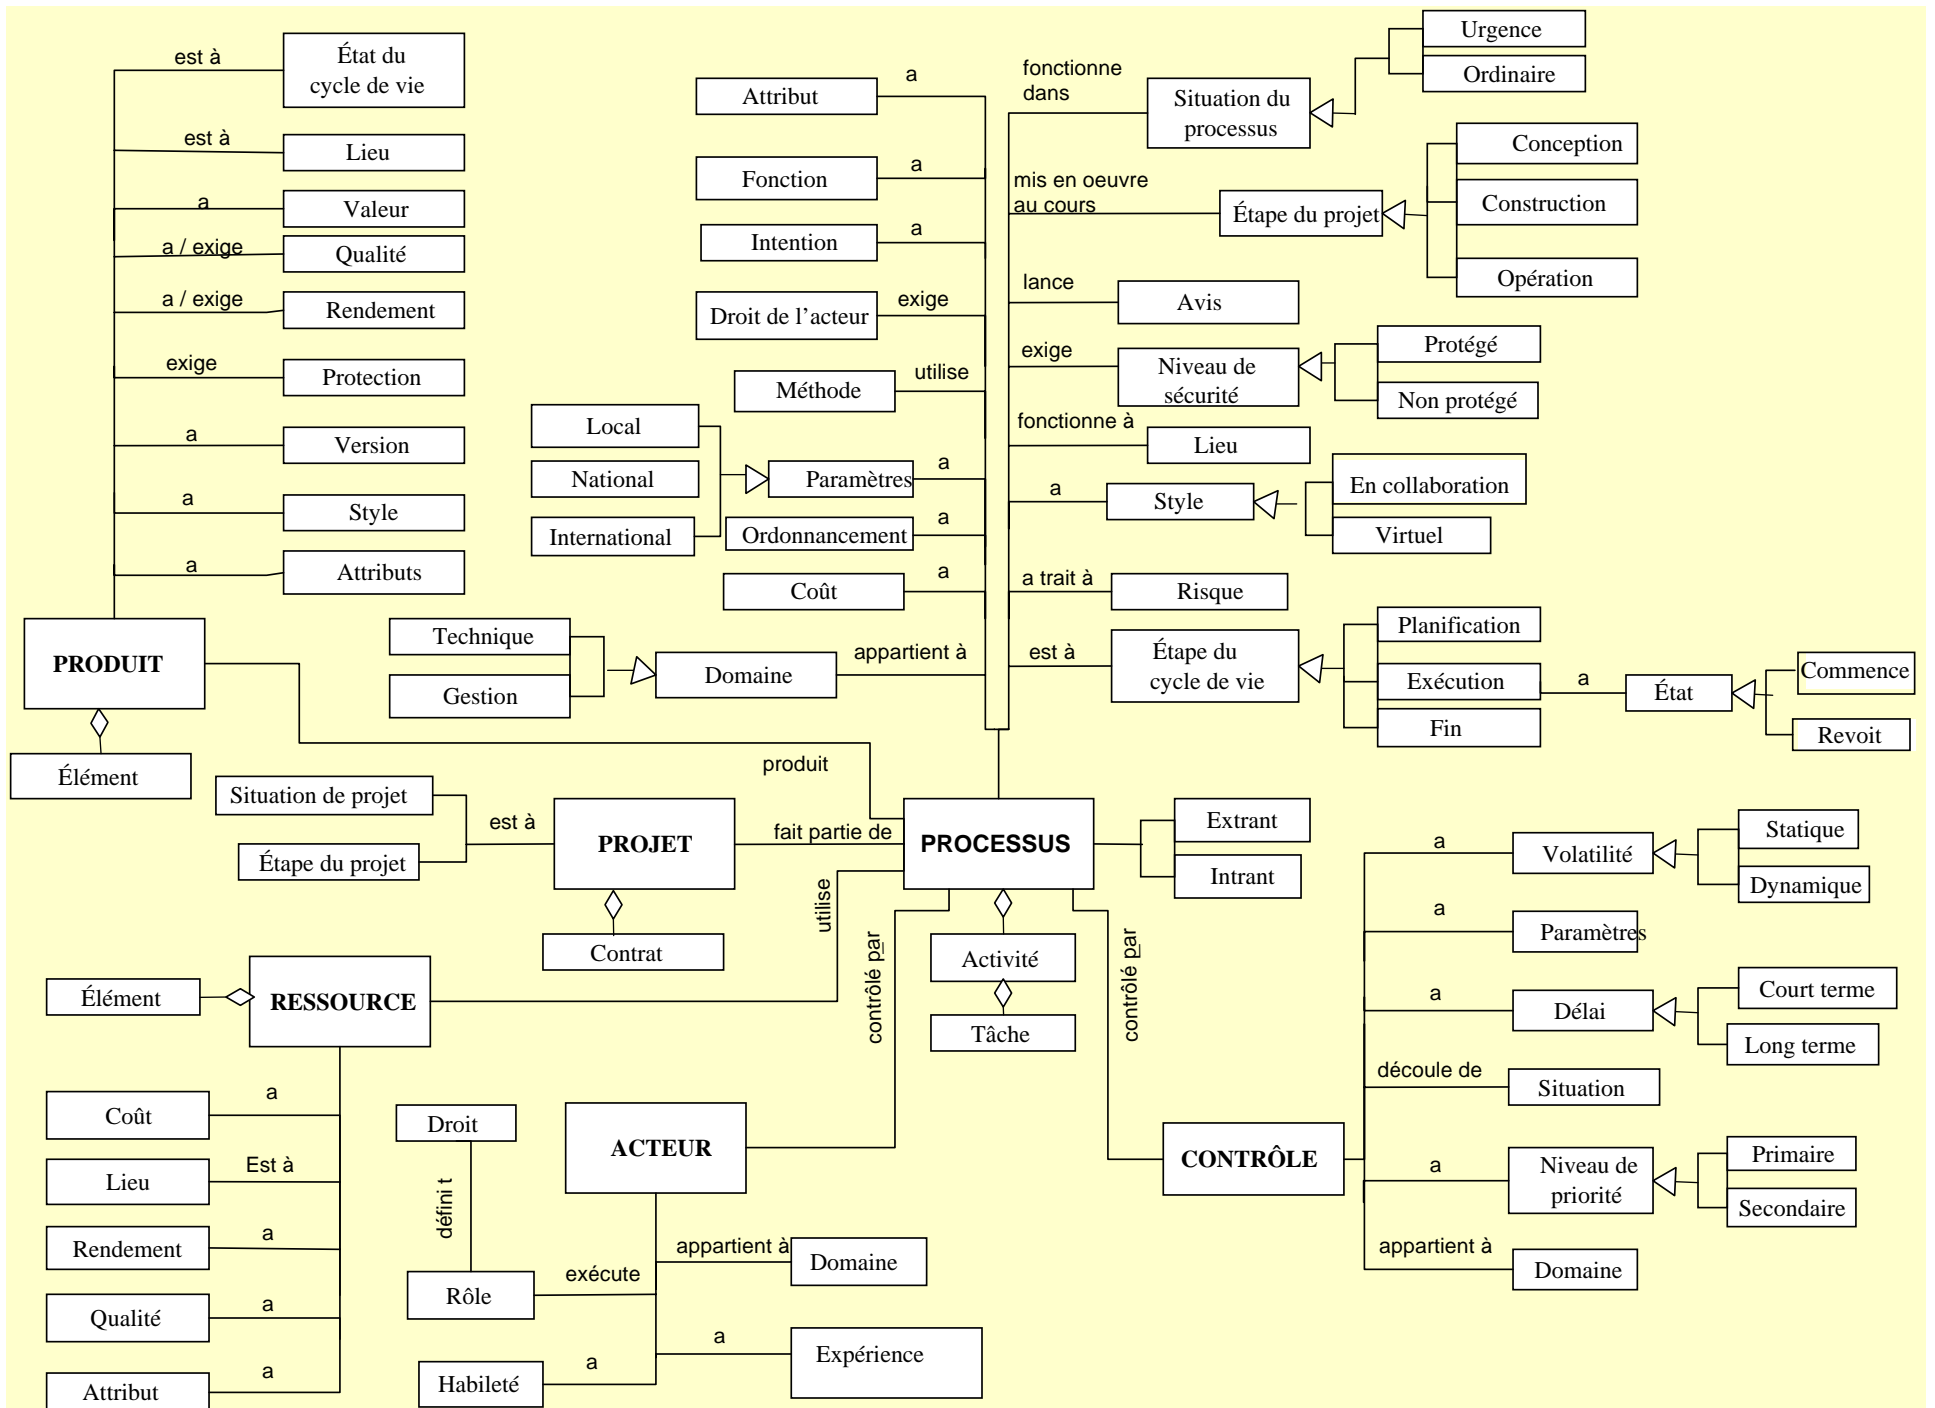 est à
État du
cycle de vie
est à
Lieu
a
Valeur
a / exige
Qualité
a / exige
Rendement
exige
Protection
a
Version
a
Style
a
Attributs
PRODUIT
Élément
Attribut
a
Fonction
a
Intention
a
Droit de l’acteur
exige
Méthode
utilise
Local
National
International
Paramètres
a
Ordonnancement
a
Coût
a
Technique
Gestion
Domaine
appartient à
fonctionne
dans
Situation du
processus
Urgence
Ordinaire
mis en oeuvre
au cours
Étape du projet
Conception
Construction
Opération
lance
Avis
exige
Niveau de
sécurité
Protégé
Non protégé
fonctionne à
Lieu
a
Style
En collaboration
Virtuel
a trait à
Risque
est à
Étape du
cycle de vie
Planification
Exécution
Fin
a
État
Commence
Revoit
produit
Situation de projet
Étape du projet
est à
PROJET
fait partie de
PROCESSUS
Extrant
Intrant
Contrat
utilise
contrôlé par
Activité
Tâche
contrôlé par
Élément
RESSOURCE
Coût
a
Lieu
Est à
Rendement
a
Qualité
a
Attribut
a
Droit
défini t
Rôle
exécute
ACTEUR
appartient à
Domaine
Habileté
a
a
Expérience
CONTRÔLE
a
Volatilité
Statique
Dynamique
a
Paramètres
a
Délai
Court terme
Long terme
découle de
Situation
a
Niveau de
priorité
Primaire
Secondaire
appartient à
Domaine